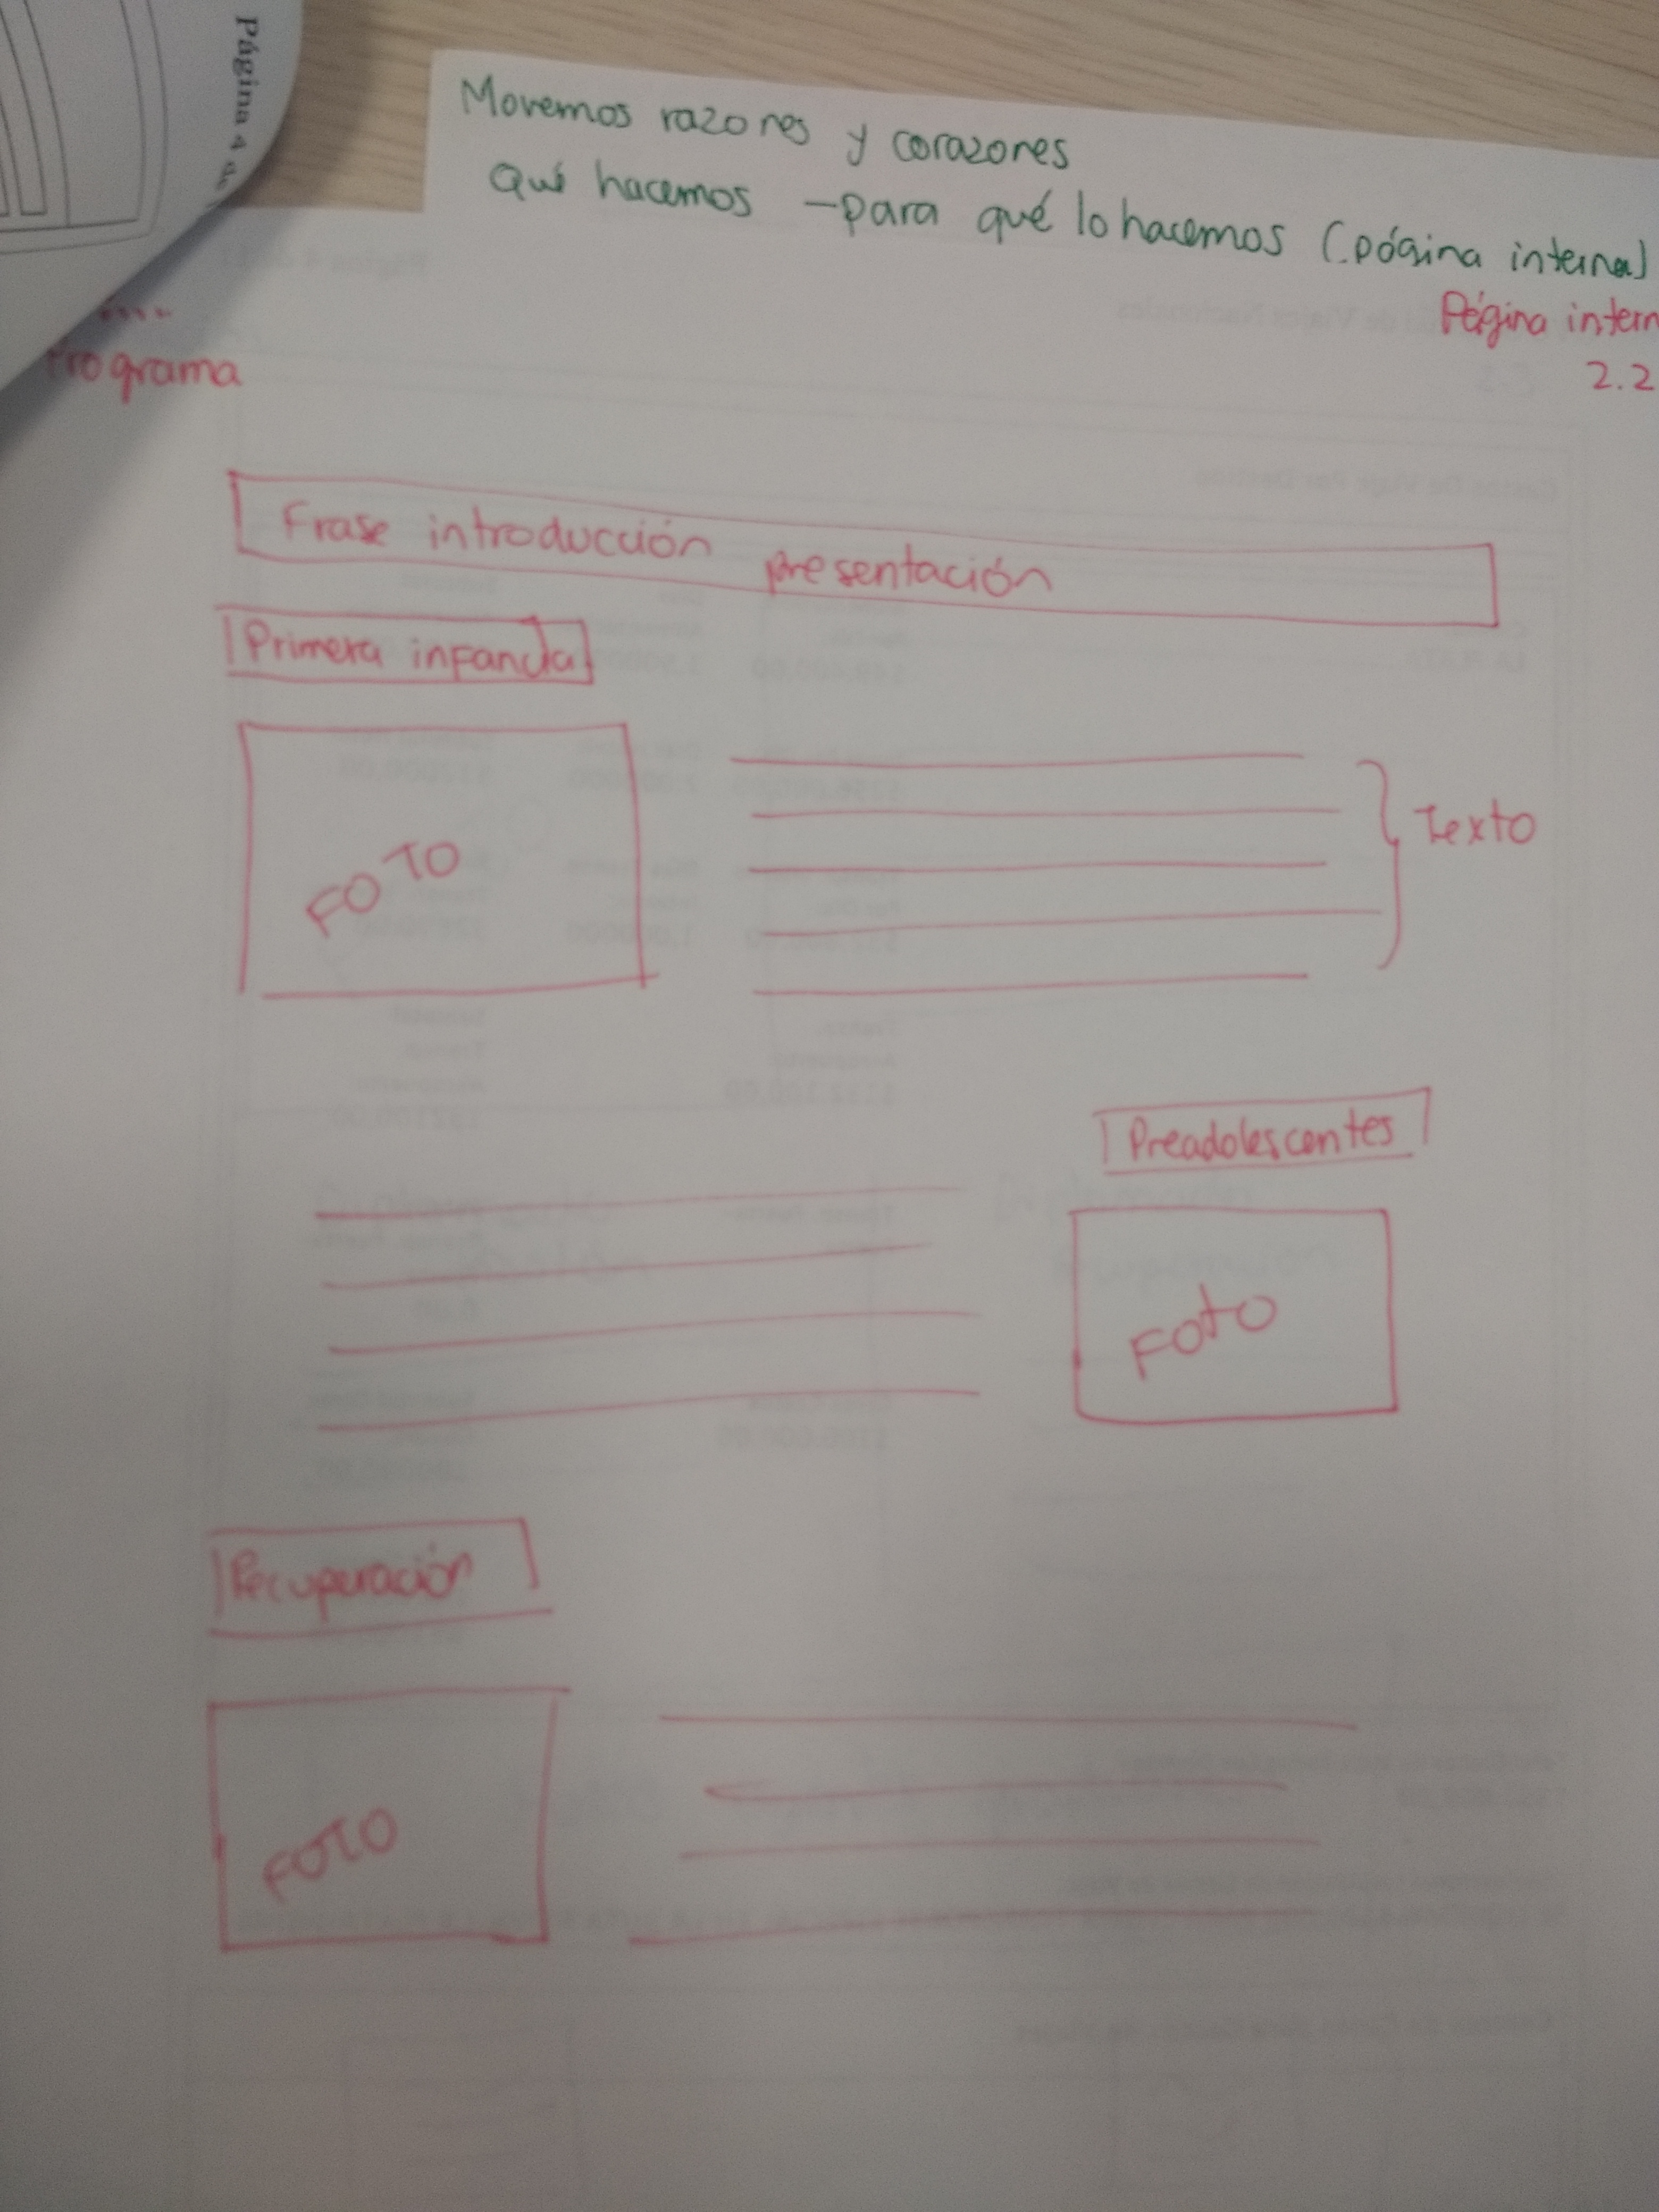 Página 4 de
Movemos razones y corazones
Qué hacemos - para qué lo hacemos (página interna)
Página intern
2.2
Programa
Frase introducción presentación
Primera infancia
FOTO
Texto
Preadolescentes
FOTO
Recuperación
FOTO